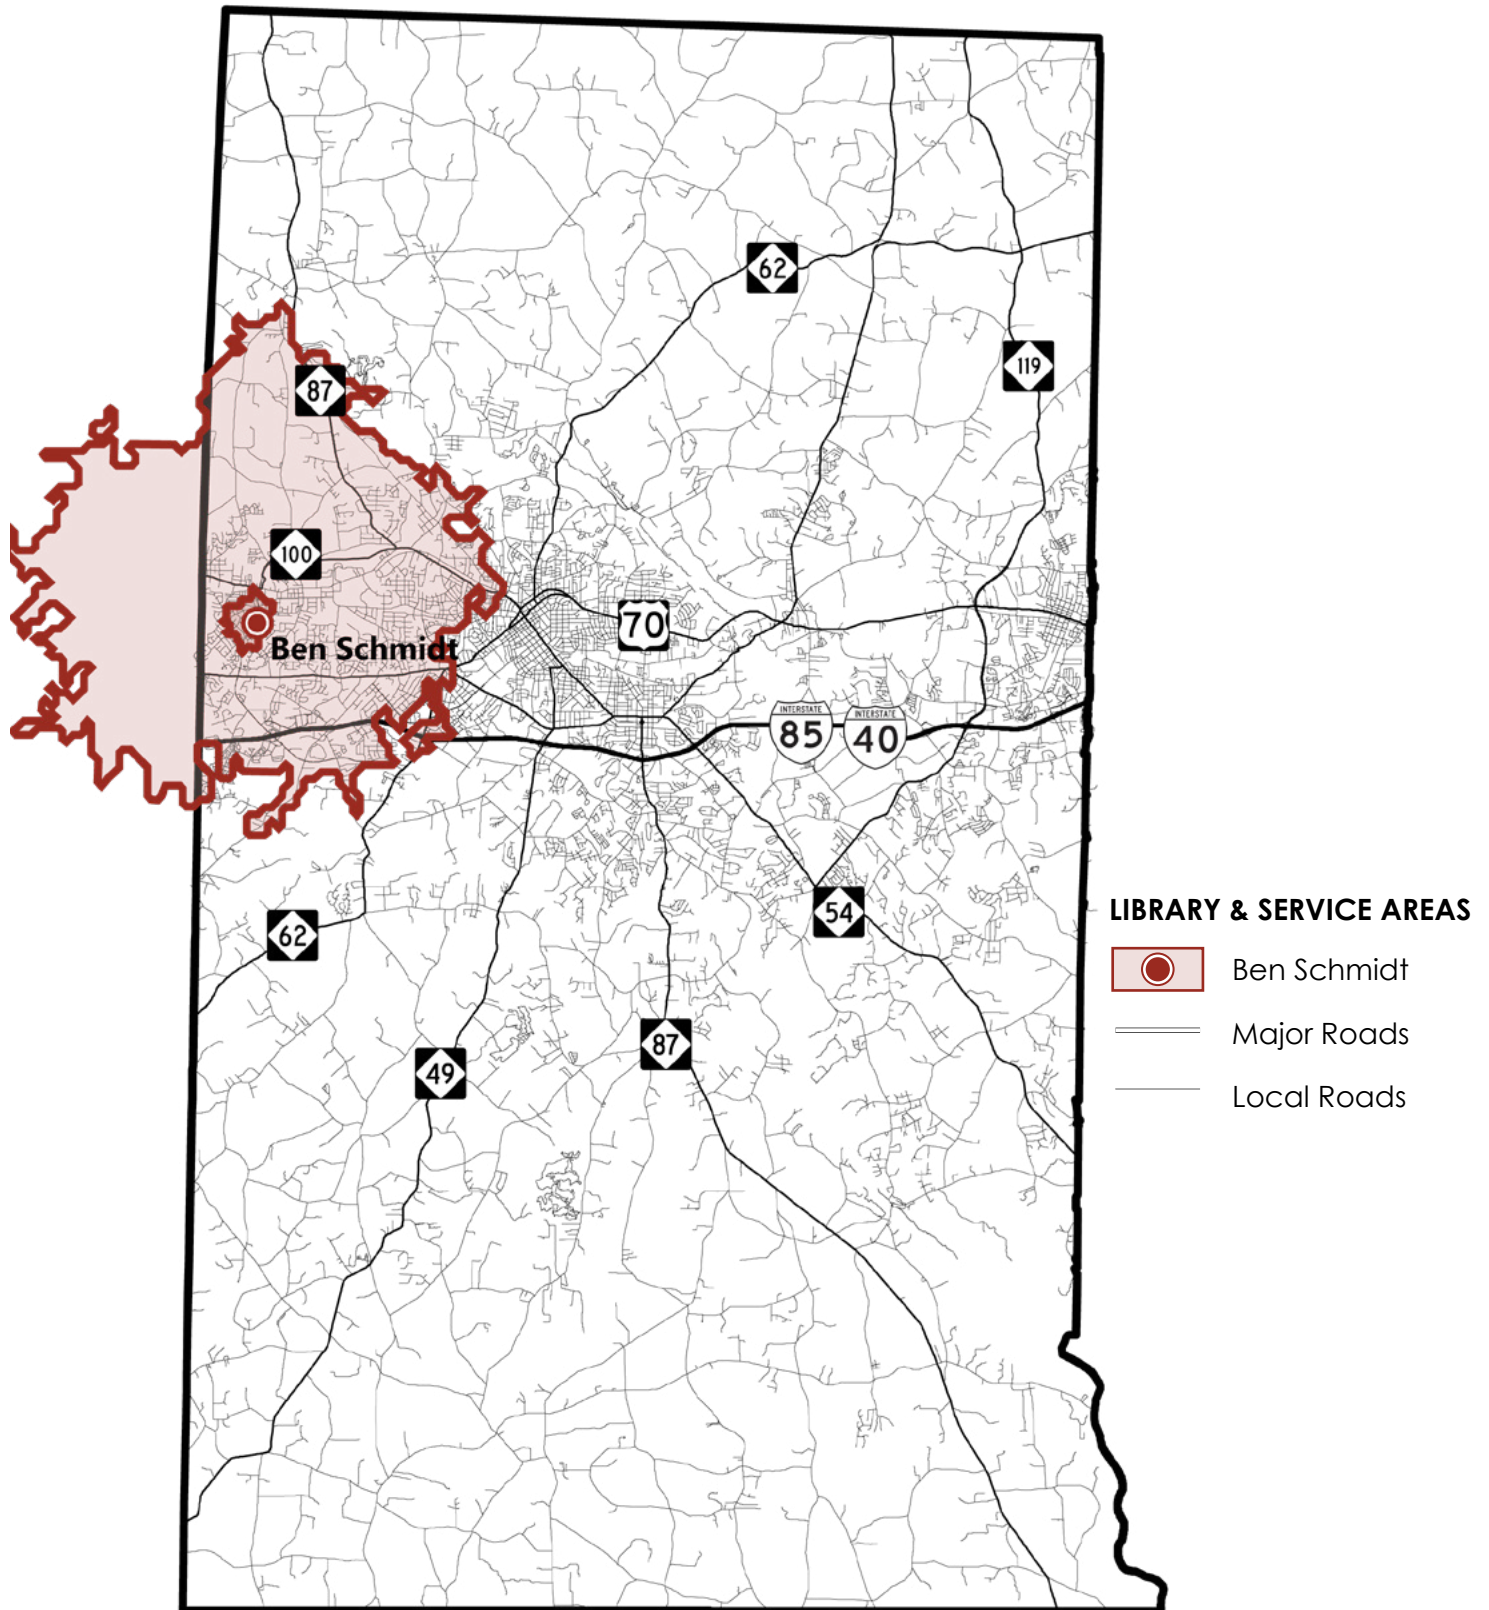 62
119
87
100
70
Ben Schmidt
INTERSTATE
85
INTERSTATE
40
54
62
87
49
LIBRARY & SERVICE AREAS
Ben Schmidt
Major Roads
Local Roads